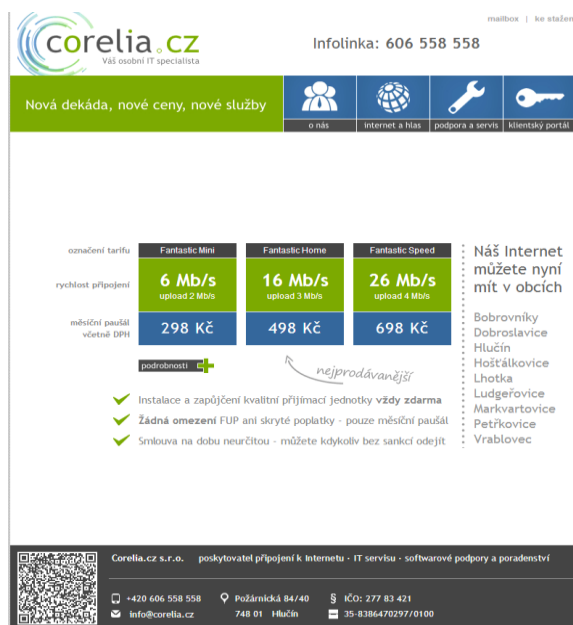 mailbox | ke stažen
corelia.cz
Váš osobní IT specialista
Infolinka: 606 558 558
Nová dekáda, nové ceny, nové služby
o nás
internet a hlas
podpora a servis
klientský portál
označení tarifu
Fantastic Mini
Fantastic Home
Fantastic Speed
rychlost připojení
6 Mb/s
upload 2 Mb/s
16 Mb/s
upload 3 Mb/s
26 Mb/s
upload 4 Mb/s
měsíční paušál
včetně DPH
298 Kč
498 Kč
698 Kč
podrobnosti
nejprodávanější
Instalace a zapůjčení kvalitní přijímací jednotky vždy zdarma
Žádná omezení FUP ani skryté poplatky - pouze měsíční paušál
Smlouva na dobu neurčitou - můžete kdykoliv bez sankcí odejít
Náš Internet
můžete nyní
mít v obcích
Bobrovníky
Dobroslavice
Hlučín
Hošťálkovice
Lhotka
Ludgeřovice
Markvartovice
Petřkovice
Vrablovec
Corelia.cz s.r.o. poskytovatel připojení k Internetu - IT servisu - softwarové podpory a poradenství
+420 606 558 558
info@corelia.cz
Požárnická 84/40
748 01 Hlučín
§ IČO: 277 83 421
35-8386470297/0100